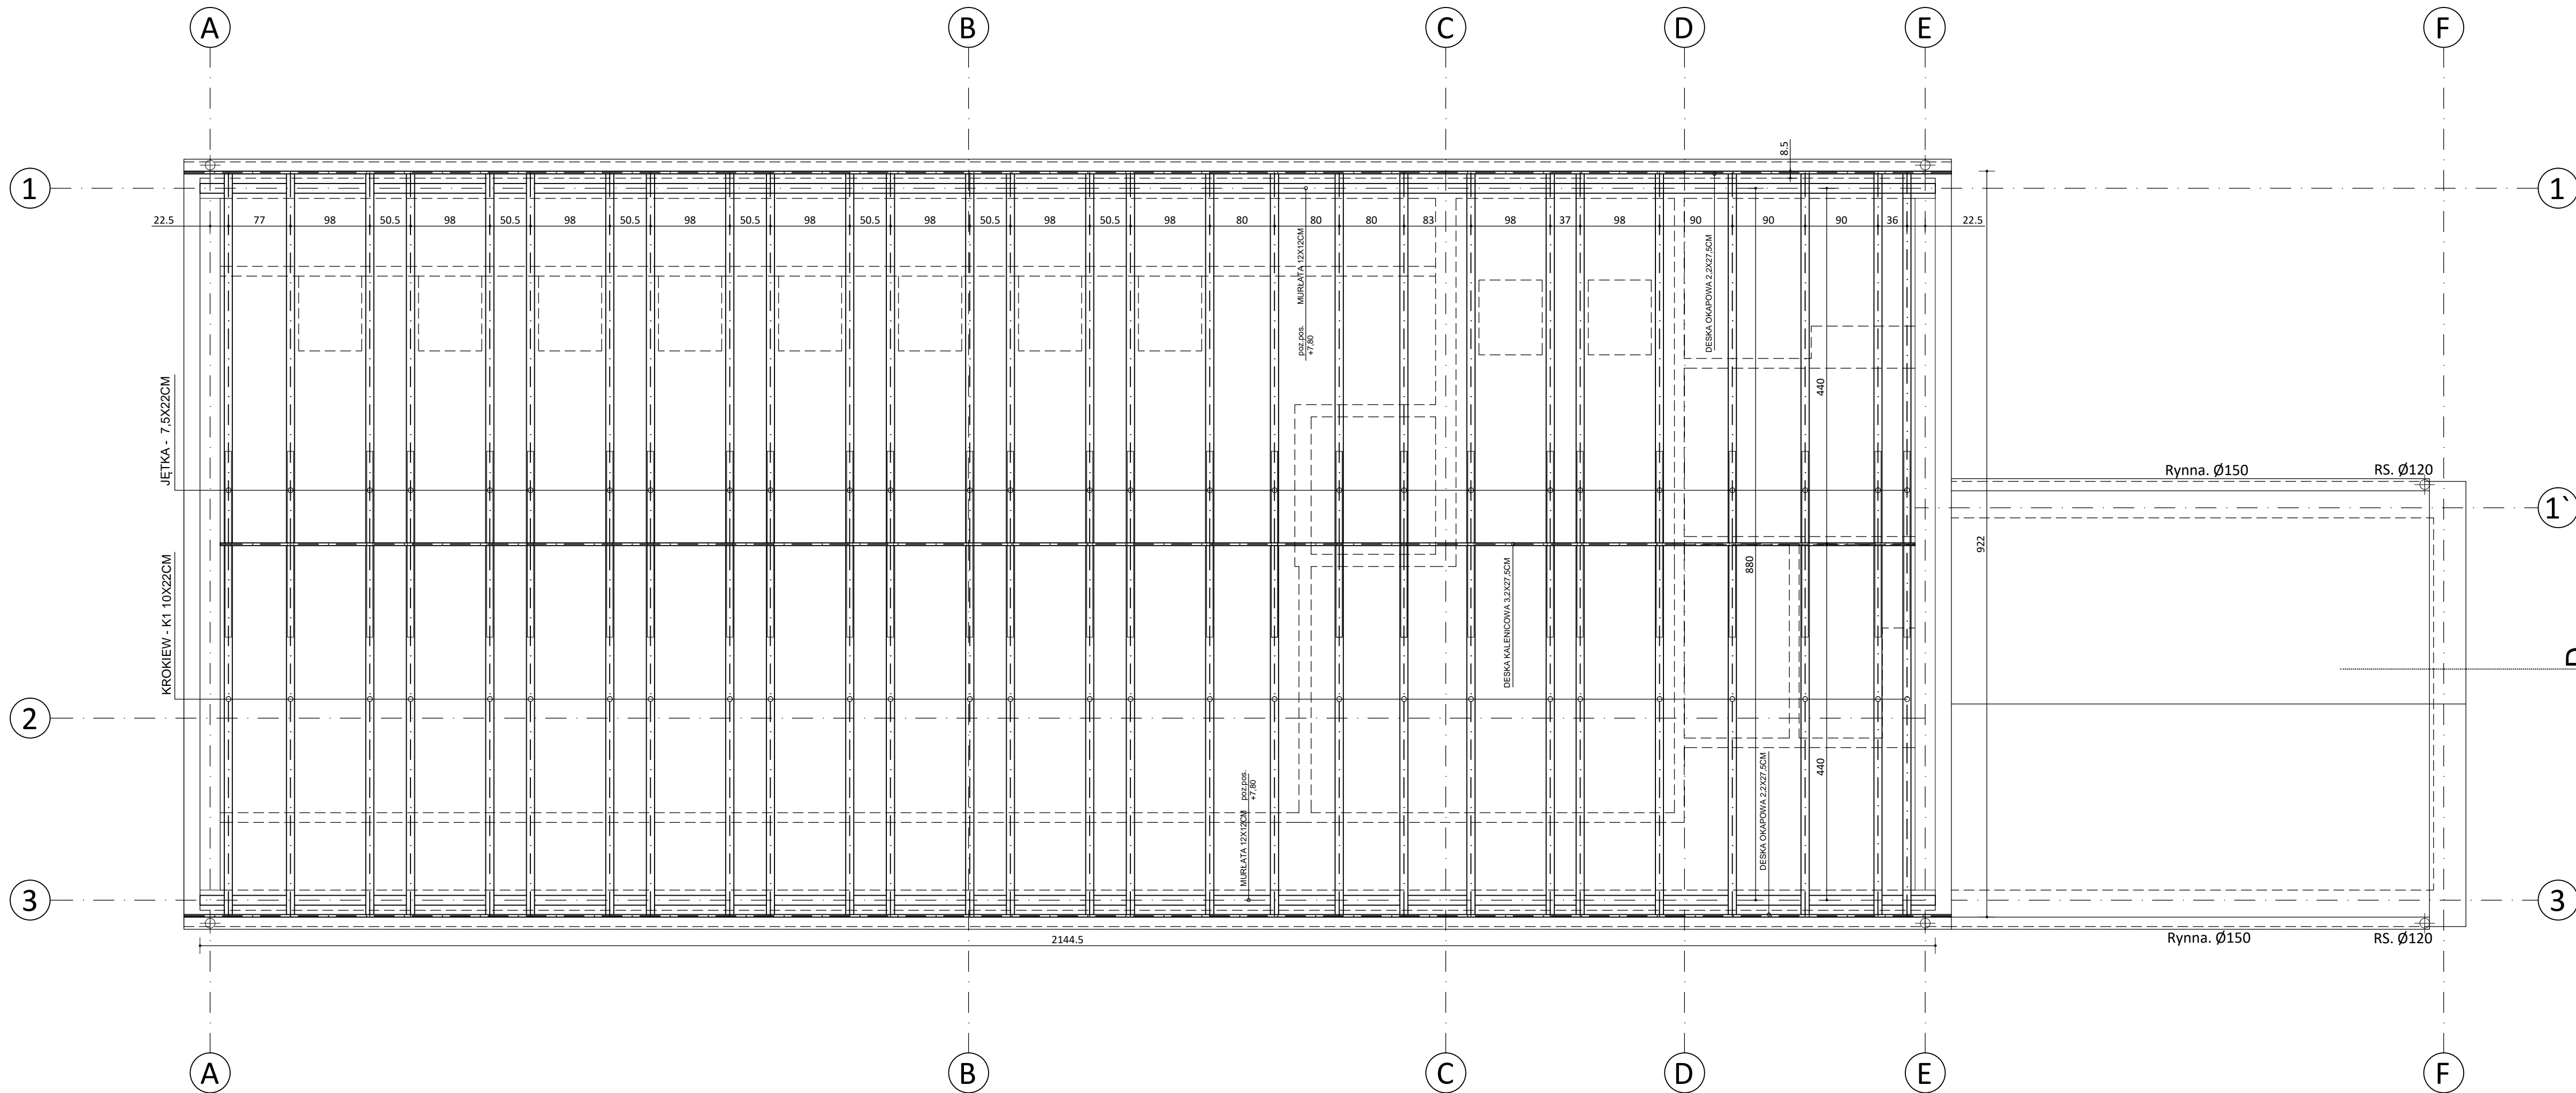 A B C D E F
1 1
8.5
22.5 77 98 50.5 98 50.5 98 50.5 98 50.5 98 50.5 98 50.5 98 50.5 98 80 80 80 83 98 37 98 90 90 90 36 22.5
MURŁATA 12X12CM
poz.pos.
+7,80
DESKA OKAPOWA 2,2X27,5CM
440
JĘTKA - 7,5X22CM
Rynna. Ø150 RS. Ø120
1`
922
880
DESKA KALENICOWA 3,2X27,5CM
KROKIEW - K1 10X22CM
2
440
MURŁATA 12X12CM
poz.pos.
+7,80
DESKA OKAPOWA 2,2X27,5CM
3 3
2144.5
Rynna. Ø150 RS. Ø120
A B C D E F